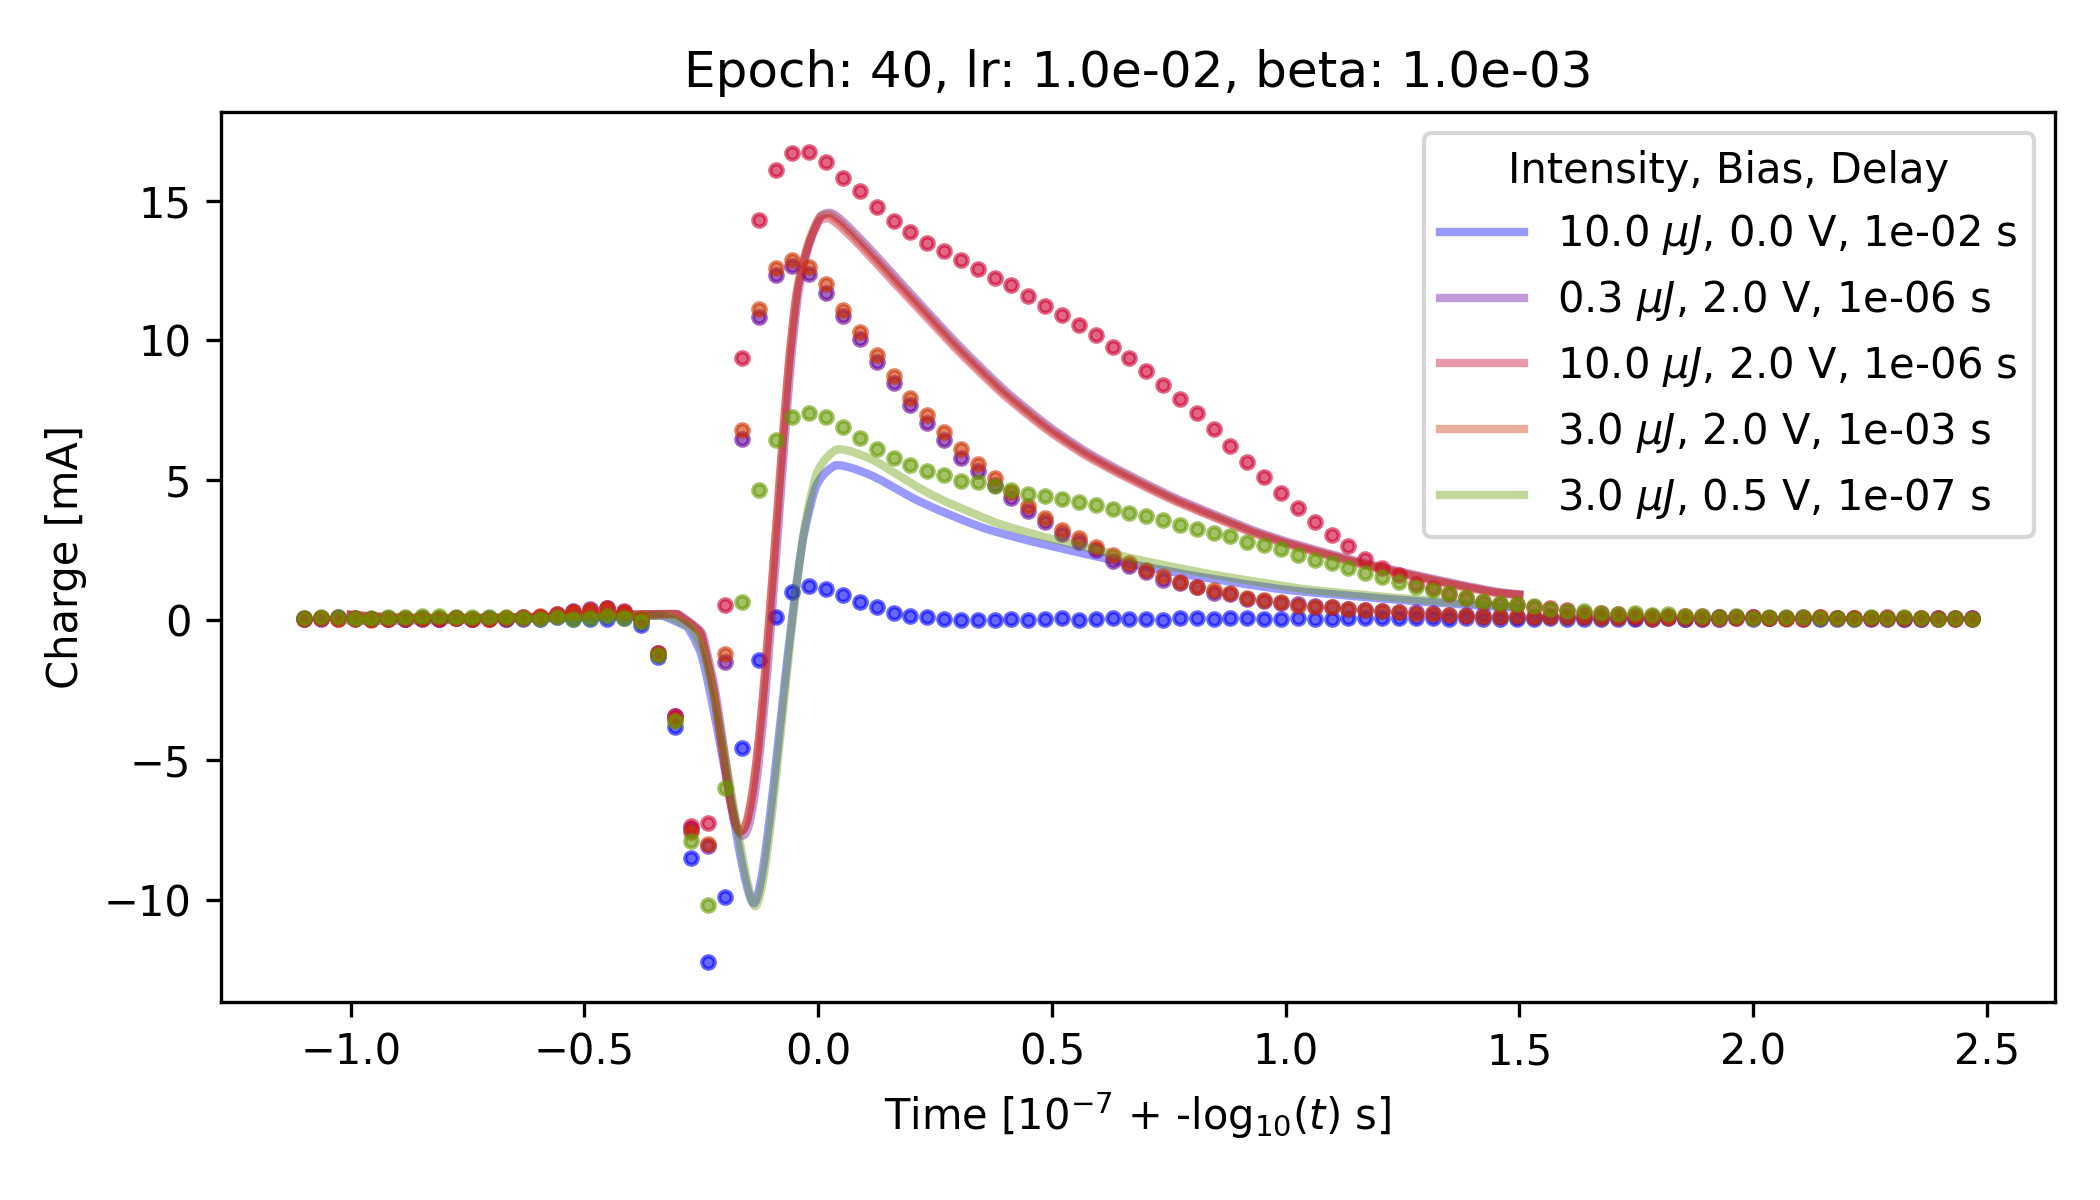 Epoch: 40, lr: 1.0e-02, beta: 1.0e-03
Intensity, Bias, Delay
10.0 μJ, 0.0 V, 1e-02 s
0.3 μJ, 2.0 V, 1e-06 s
10.0 μJ, 2.0 V, 1e-06 s
3.0 μJ, 2.0 V, 1e-03 s
3.0 μJ, 0.5 V, 1e-07 s
Charge [mA]
15
10
5
0
−5
−10
−1.0 −0.5 0.0 0.5 1.0 1.5 2.0 2.5
Time [10⁻⁷ + -log₁₀(t) s]